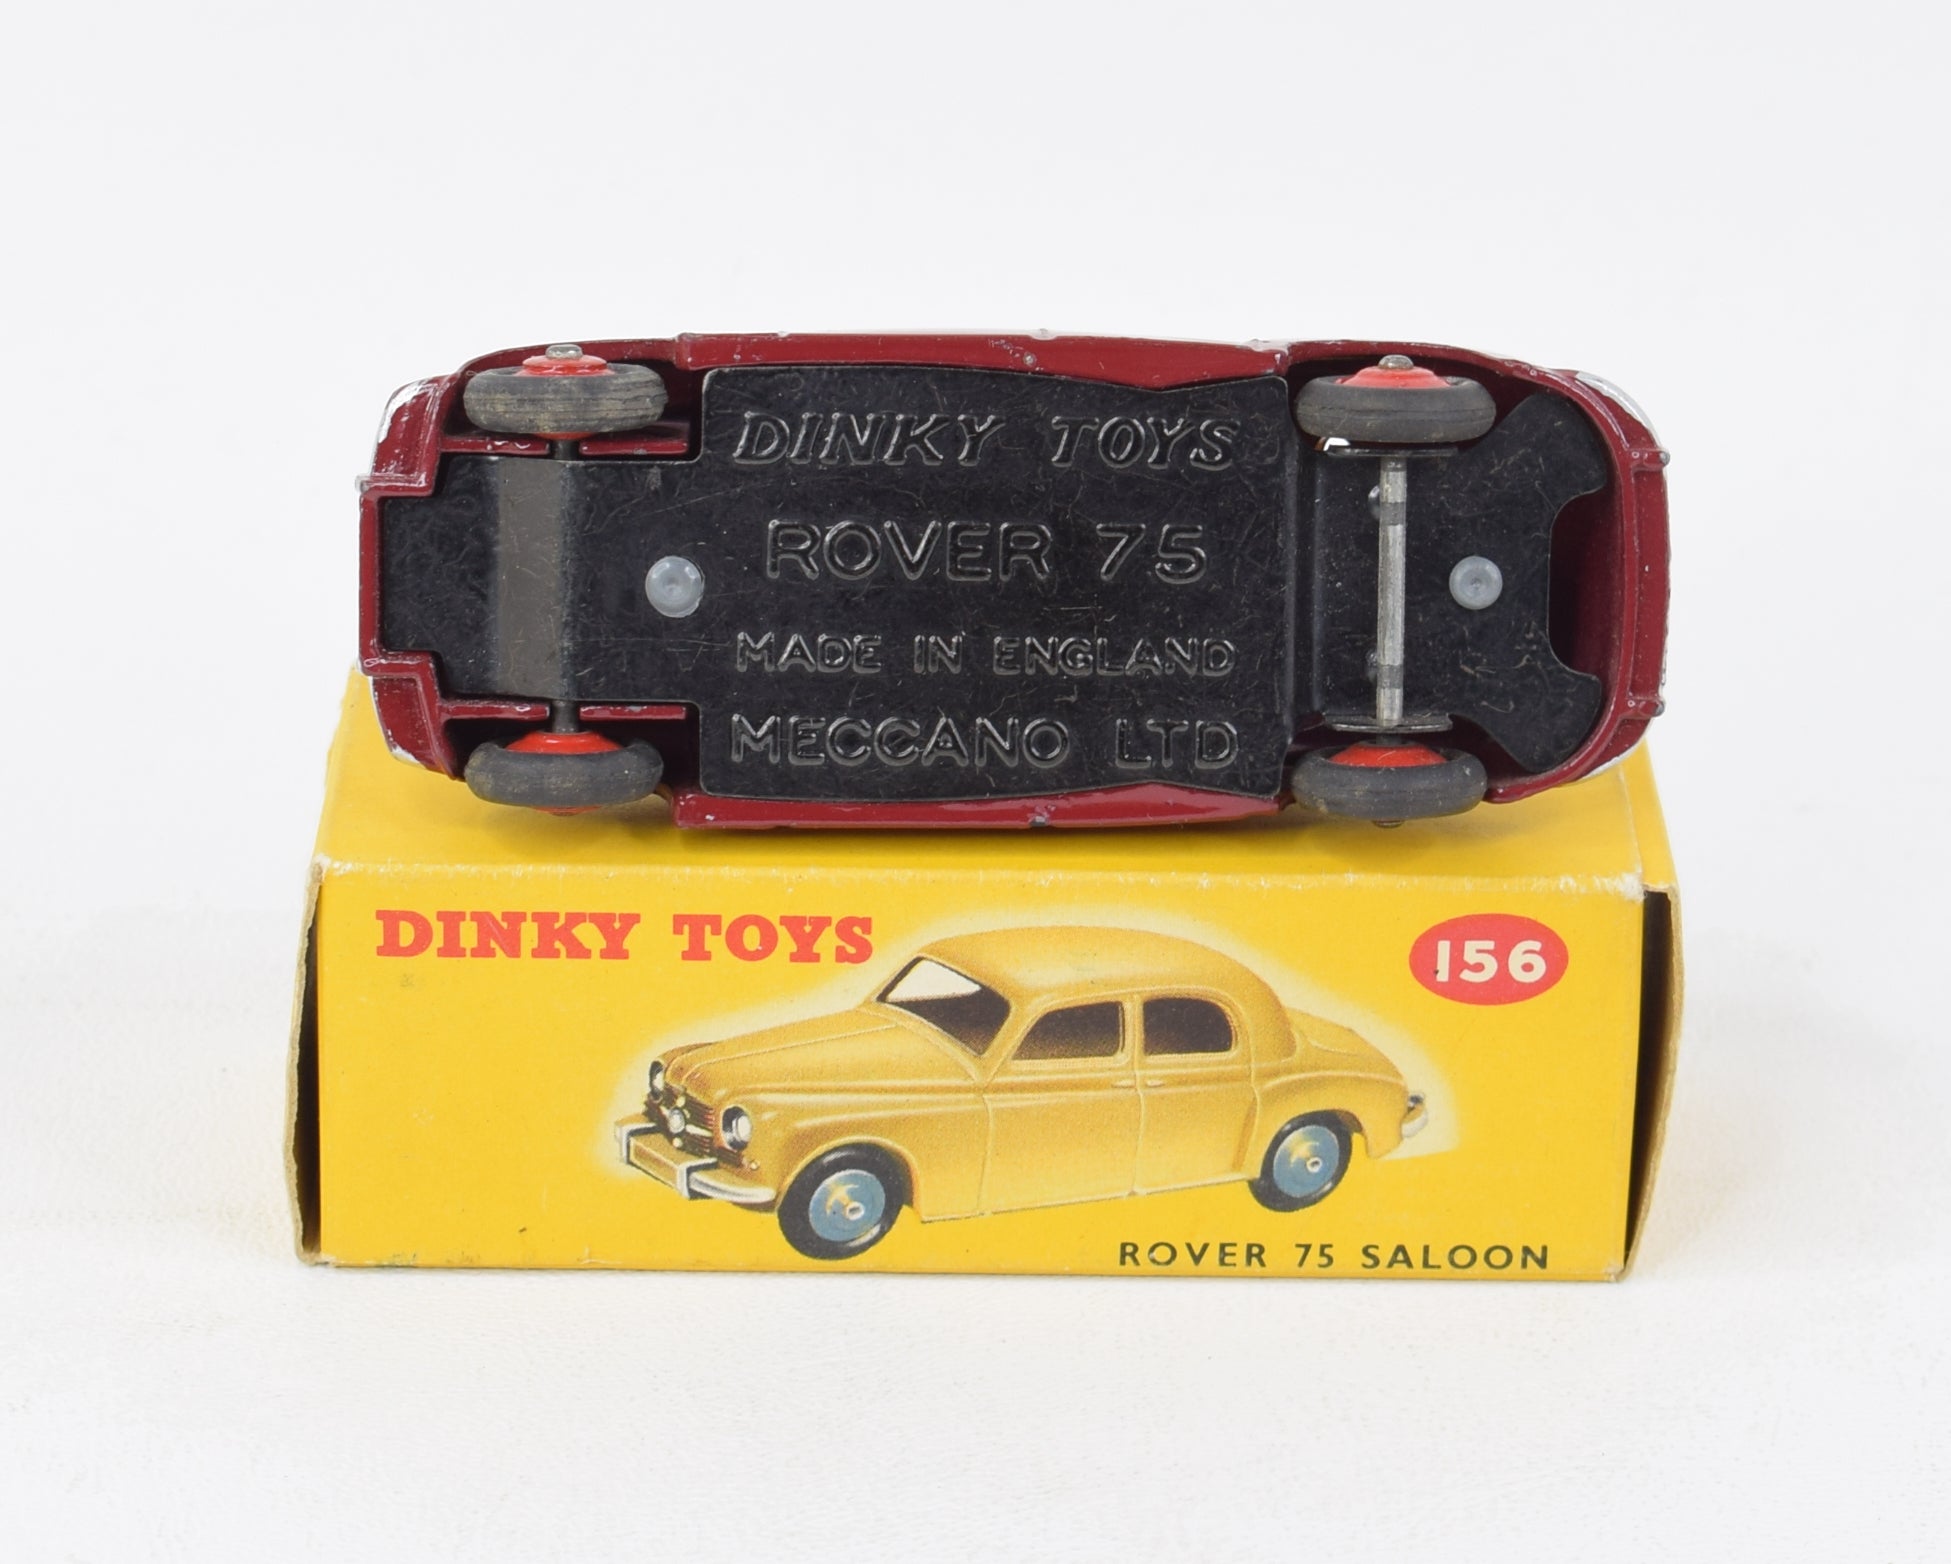 DINKY TOYS
ROVER 75
MADE IN ENGLAND
MECCANO LTD
DINKY TOYS
156
ROVER 75 SALOON